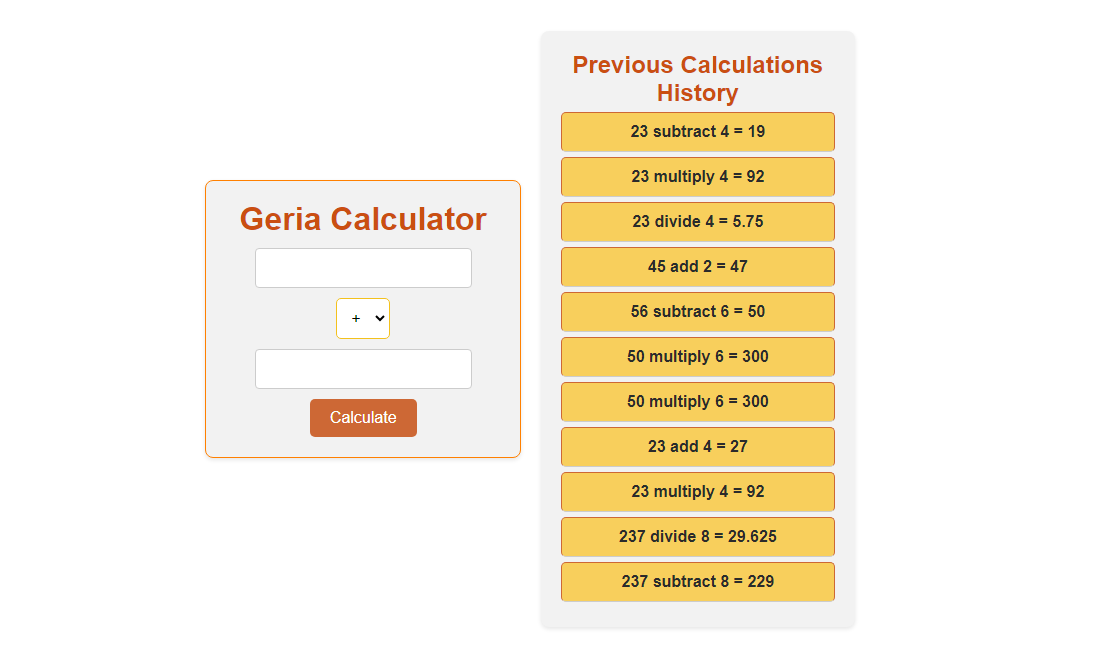 Geria Calculator
+
Calculate
Previous Calculations
History
23 subtract 4 = 19
23 multiply 4 = 92
23 divide 4 = 5.75
45 add 2 = 47
56 subtract 6 = 50
50 multiply 6 = 300
50 multiply 6 = 300
23 add 4 = 27
23 multiply 4 = 92
237 divide 8 = 29.625
237 subtract 8 = 229